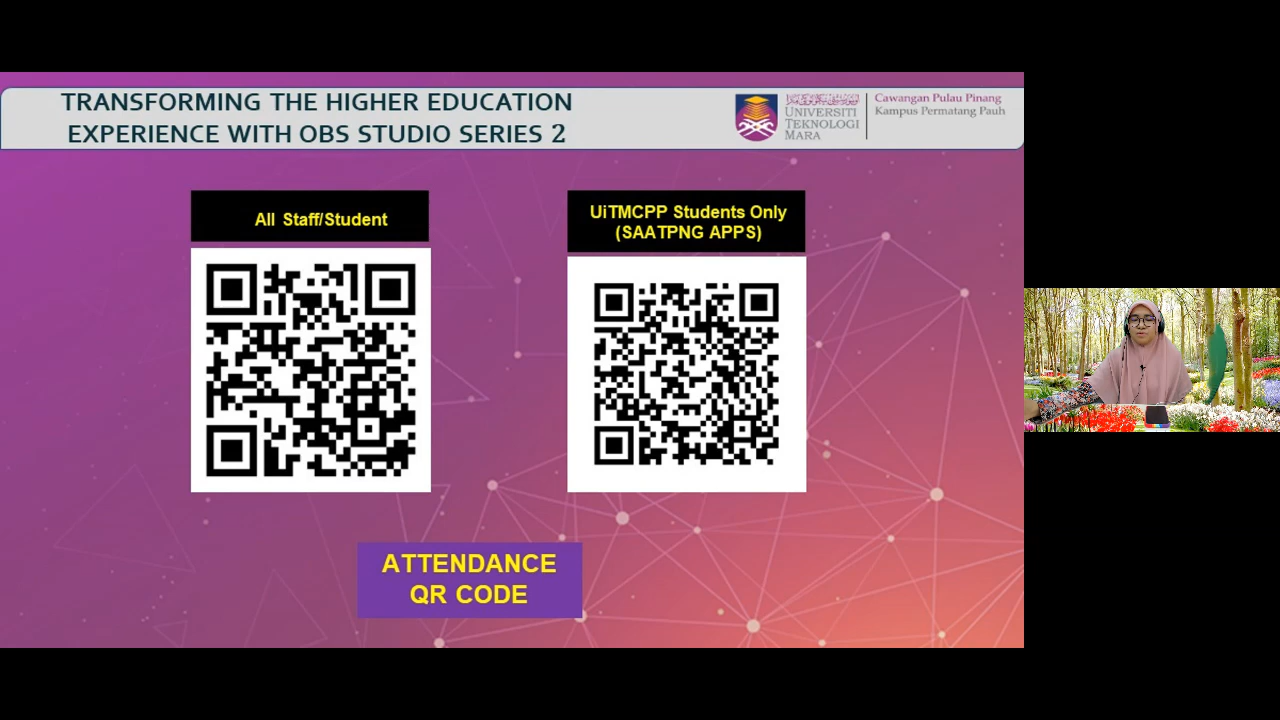 TRANSFORMING THE HIGHER EDUCATION
EXPERIENCE WITH OBS STUDIO SERIES 2
UNIVERSITI
TEKNOLOGI
MARA
Cawangan Pulau Pinang
Kampus Permatang Pauh
All Staff/Student
UiTMCPP Students Only
(SAATPNG APPS)
ATTENDANCE
QR CODE